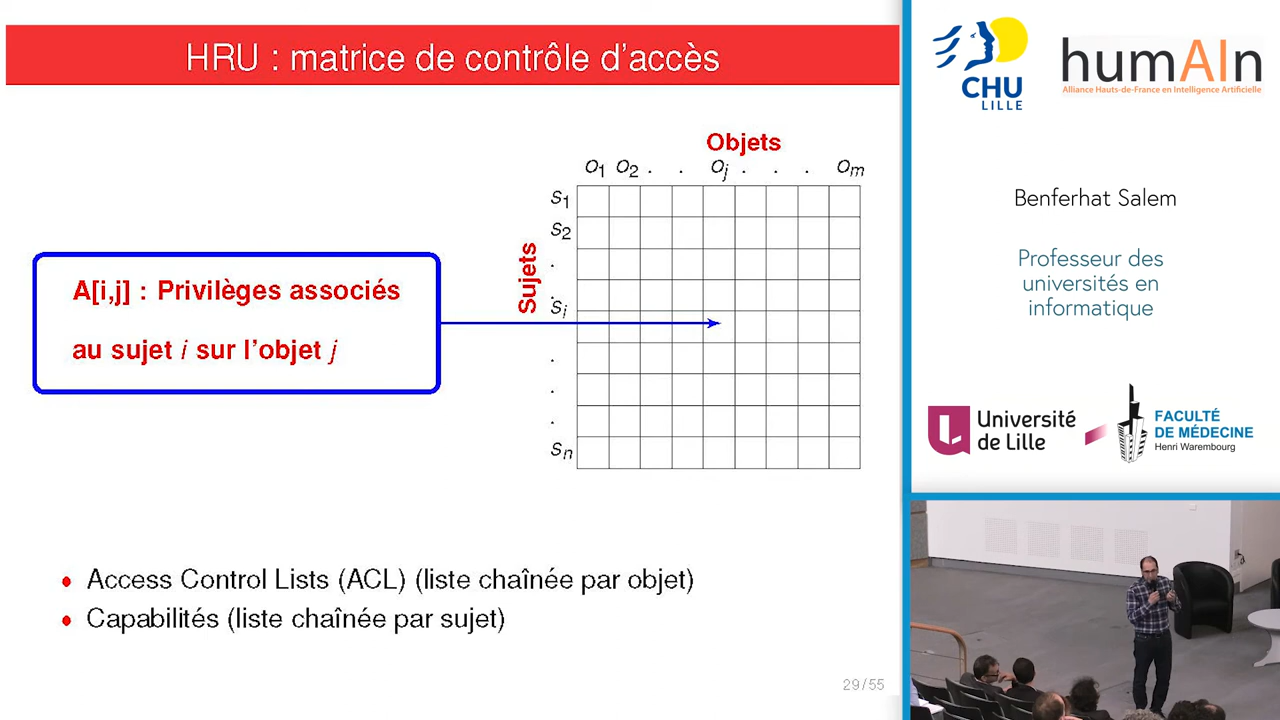 HRU : matrice de contrôle d'accès
Objets
o1 o2 . . oj . . . om
Sujets
s1
s2
.
.
si
.
.
.
sn
A[i,j] : Privilèges associés
au sujet i sur l'objet j
• Access Control Lists (ACL) (liste chaînée par objet)
• Capabilités (liste chaînée par sujet)
29/55
CHU
LILLE
humAIn
Alliance Hauts-de-France en Intelligence Artificielle
Benferhat Salem
Professeur des
universités en
informatique
Université
de Lille
FACULTÉ
DE MÉDECINE
Henri Warembourg